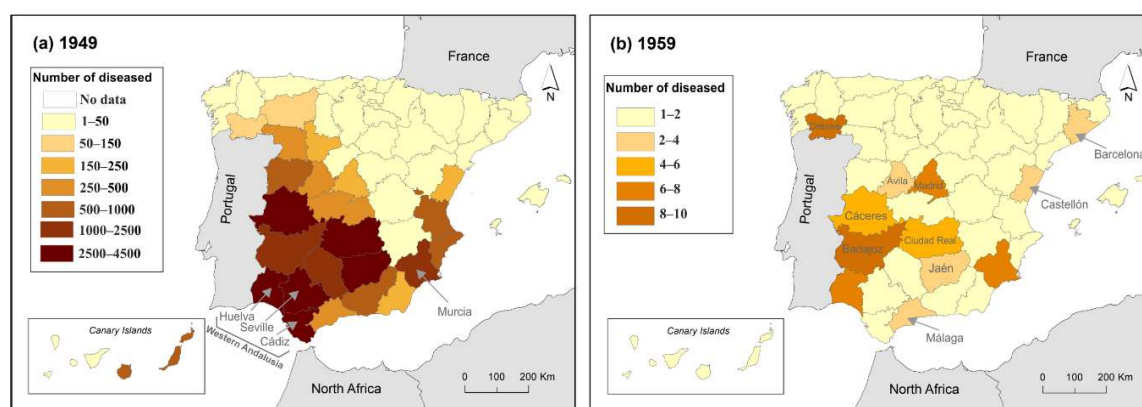 (a) 1949
France
Number of diseased
No data
1–50
50–150
150–250
250–500
500–1000
1000–2500
2500–4500
N
Portugal
Huelva
Seville
Cádiz
Western Andalusia
Murcia
Canary Islands
North Africa
0 100 200 Km
(b) 1959
France
Number of diseased
1–2
2–4
4–6
6–8
8–10
N
Orense
Barcelona
Portugal
Avila
Madrid
Castellón
Cáceres
Badajoz
Ciudad Real
Jaén
Málaga
Canary Islands
North Africa
0 100 200 Km